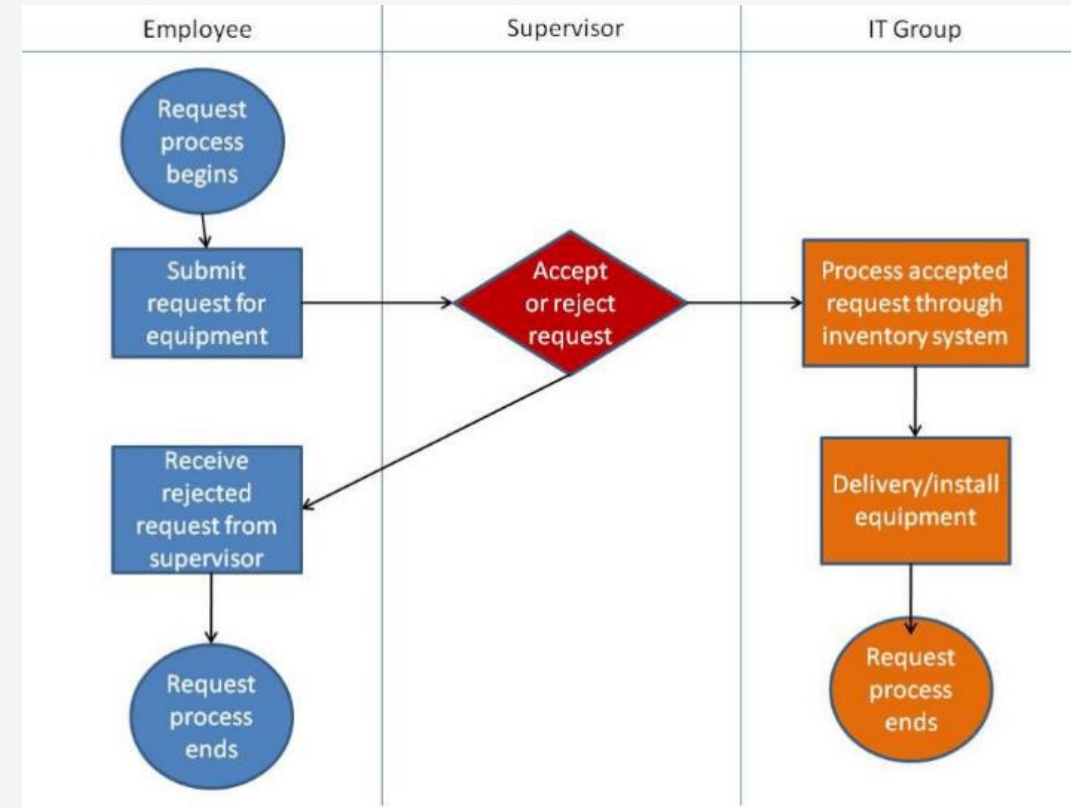 Employee
Supervisor
IT Group
Request
process
begins
Submit
request for
equipment
Accept
or reject
request
Process accepted
request through
inventory system
Receive
rejected
request from
supervisor
Delivery/install
equipment
Request
process
ends
Request
process
ends